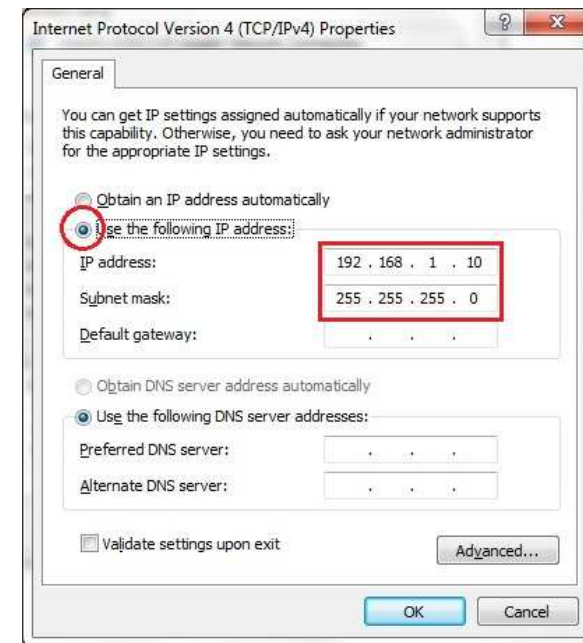 Internet Protocol Version 4 (TCP/IPv4) Properties
General
You can get IP settings assigned automatically if your network supports
this capability. Otherwise, you need to ask your network administrator
for the appropriate IP settings.
Obtain an IP address automatically
Use the following IP address:
IP address: 192 . 168 . 1 . 10
Subnet mask: 255 . 255 . 255 . 0
Default gateway: . . .
Obtain DNS server address automatically
Use the following DNS server addresses:
Preferred DNS server: . . .
Alternate DNS server: . . .
Validate settings upon exit
Advanced...
OK Cancel